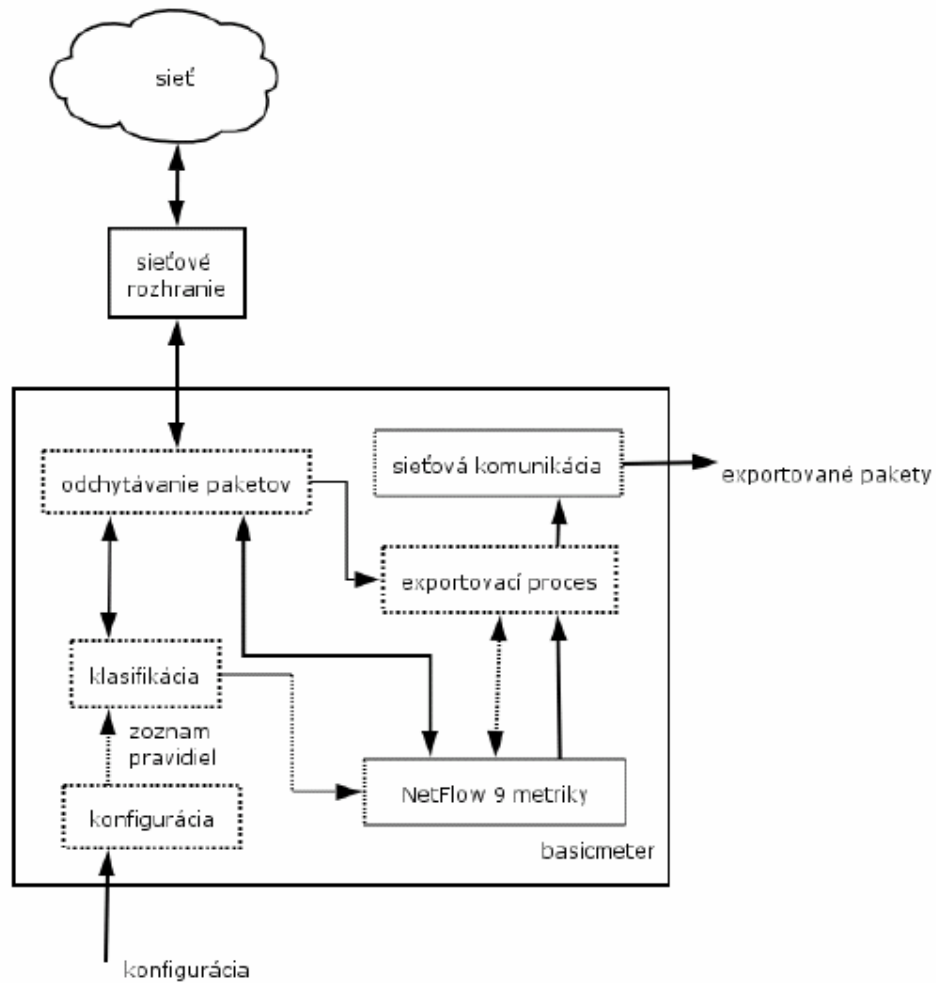 sieť
sieťové
rozhranie
odchytávanie paketov
sieťová komunikácia
exportované pakety
exportovací proces
klasifikácia
zoznam
pravidiel
NetFlow 9 metriky
konfigurácia
basicmeter
konfigurácia